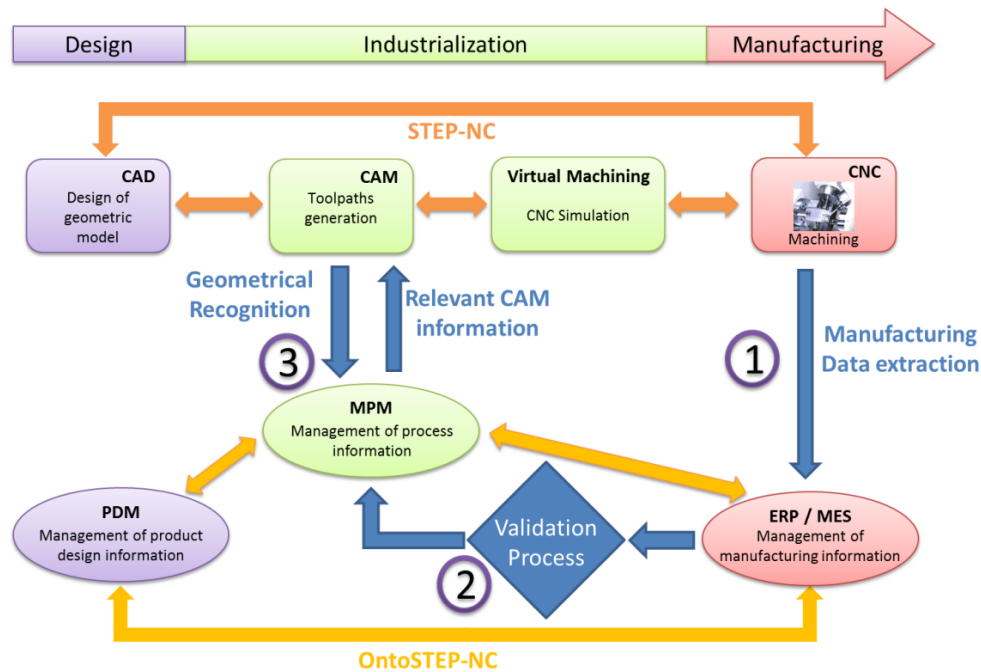 Design
Industrialization
Manufacturing
STEP-NC
CAD
Design of
geometric
model
CAM
Toolpaths
generation
Virtual Machining
CNC Simulation
CNC
Machining
Geometrical
Recognition
Relevant CAM
information
Manufacturing
Data extraction
1
3
MPM
Management of process
information
PDM
Management of product
design information
Validation
Process
2
ERP / MES
Management of
manufacturing information
OntoSTEP-NC